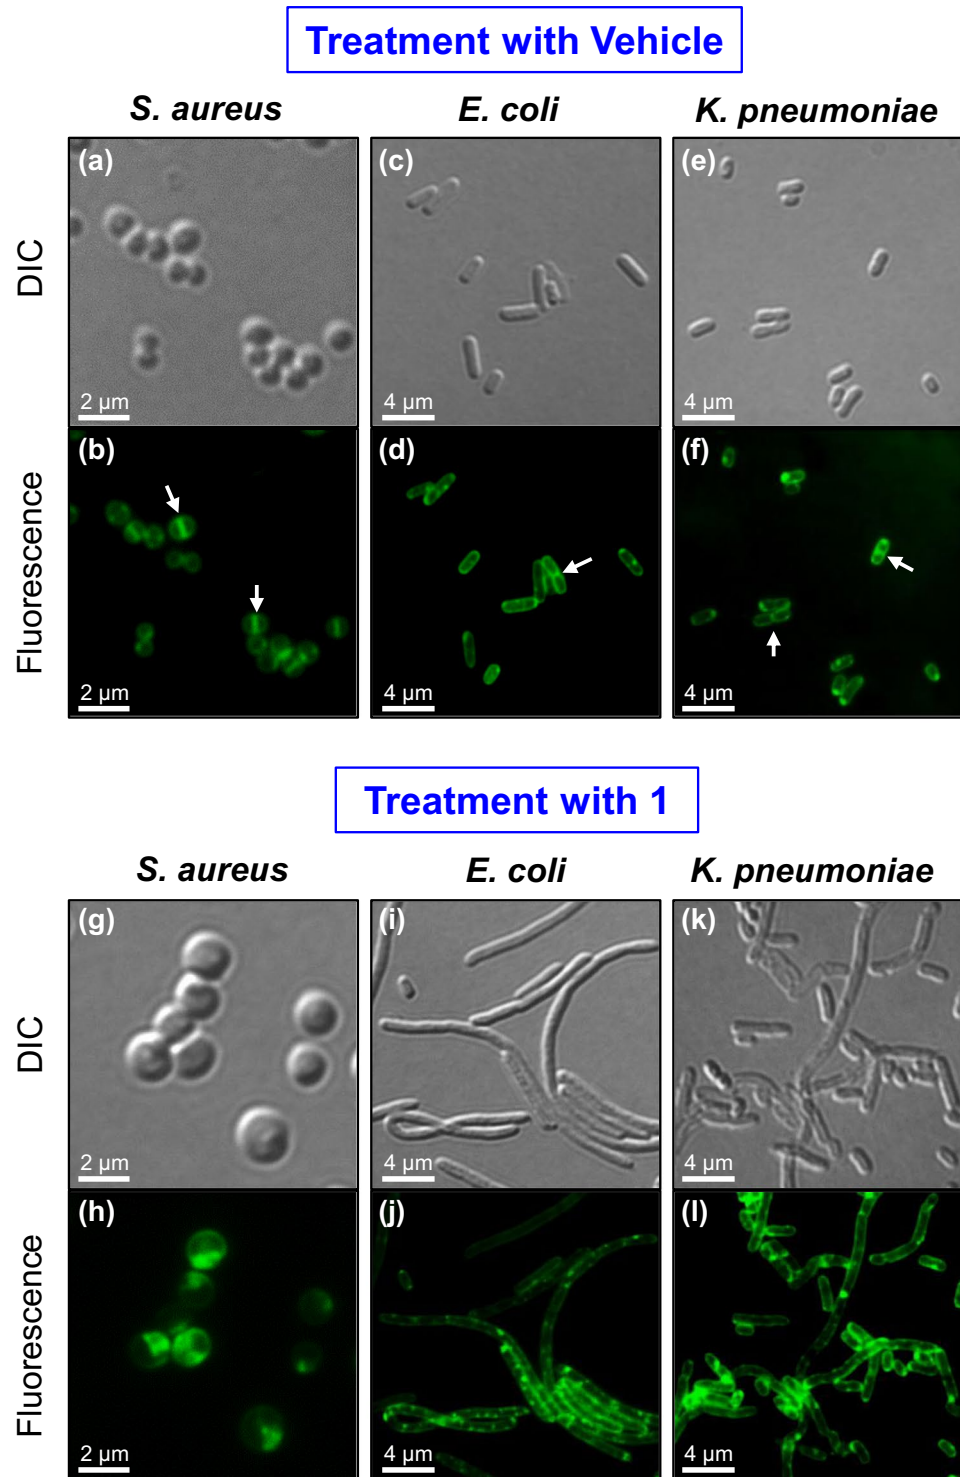 Treatment with Vehicle
S. aureus E. coli K. pneumoniae
DIC
(a) (c) (e)
2 µm 4 µm 4 µm
Fluorescence
(b) (d) (f)
2 µm 4 µm 4 µm
Treatment with 1
S. aureus E. coli K. pneumoniae
DIC
(g) (i) (k)
2 µm 4 µm 4 µm
Fluorescence
(h) (j) (l)
2 µm 4 µm 4 µm